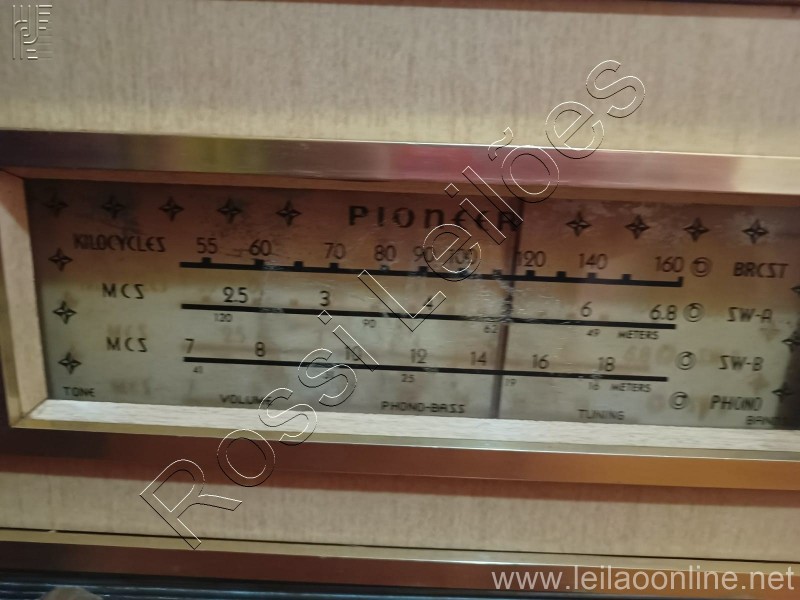 PIONEER
KILOCYCLES 55 60 70 80 90 100 120 140 160 BRCST
MCS 2.5 3 4 6 6.8 SW-A
120 90 62 49 METERS
MCS 7 8 12 14 16 18 SW-B
41 25 19 16 METERS
PHONO
TONE VOLUME PHONO-BASS TUNING
Rossi Leilões
www.leilaoonline.net